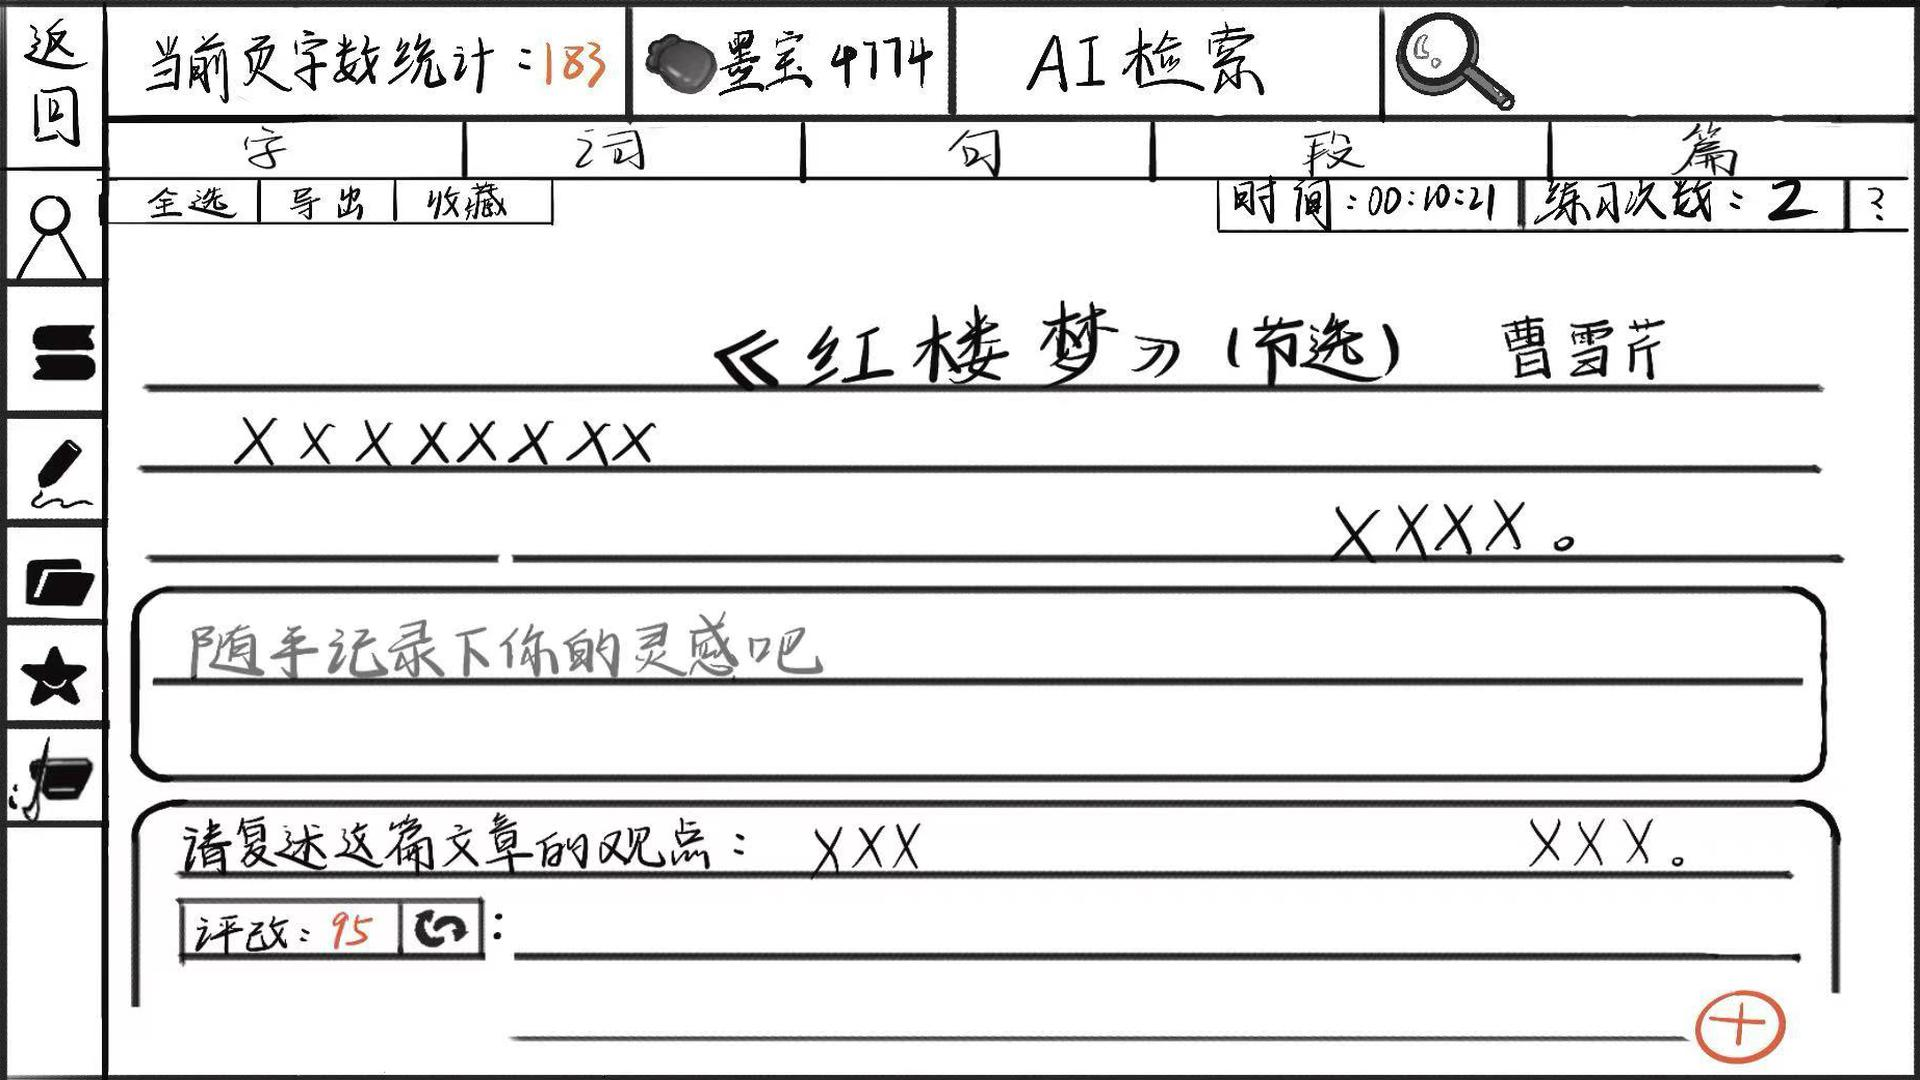 返回
当前页字数统计：183
墨宝 4774
AI 检索
字 词 句 段 篇
全选 导出 收藏
时间：00:10:21 练习次数：2 ?
《红楼梦》（节选） 曹雪芹
XXXXXXXX
XXXX。
随手记录下你的灵感吧
请复述这篇文章的观点：XXX XXX。
评改：95 :